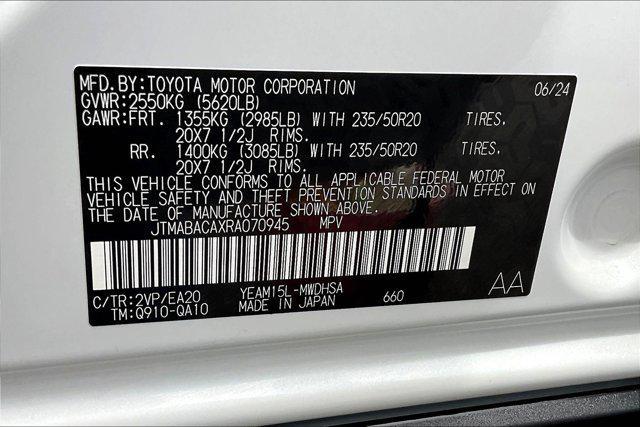 MFD.BY:TOYOTA MOTOR CORPORATION 06/24
GVWR:2550KG (5620LB)
GAWR:FRT. 1355KG (2985LB) WITH 235/50R20 TIRES.
20X7 1/2J RIMS.
RR. 1400KG (3085LB) WITH 235/50R20 TIRES.
20X7 1/2J RIMS.
THIS VEHICLE CONFORMS TO ALL APPLICABLE FEDERAL MOTOR
VEHICLE SAFETY AND THEFT PREVENTION STANDARDS IN EFFECT ON
THE DATE OF MANUFACTURE SHOWN ABOVE.
JTMABACAXRA070945 MPV
C/TR:2VP/EA20 YEAM15L-MWDHSA 660 AA
TM:Q910-QA10 MADE IN JAPAN